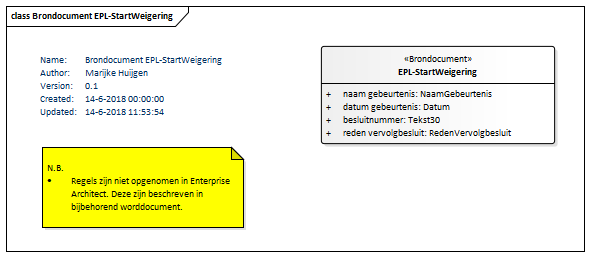 class Brondocument EPL-StartWeigering
Name: Brondocument EPL-StartWeigering
Author: Marijke Huijgen
Version: 0.1
Created: 14-6-2018 00:00:00
Updated: 14-6-2018 11:53:54
«Brondocument»
EPL-StartWeigering
+ naam gebeurtenis: NaamGebeurtenis
+ datum gebeurtenis: Datum
+ besluitnummer: Tekst30
+ reden vervolgbesluit: RedenVervolgbesluit
N.B.
• Regels zijn niet opgenomen in Enterprise
Architect. Deze zijn beschreven in
bijbehorend worddocument.